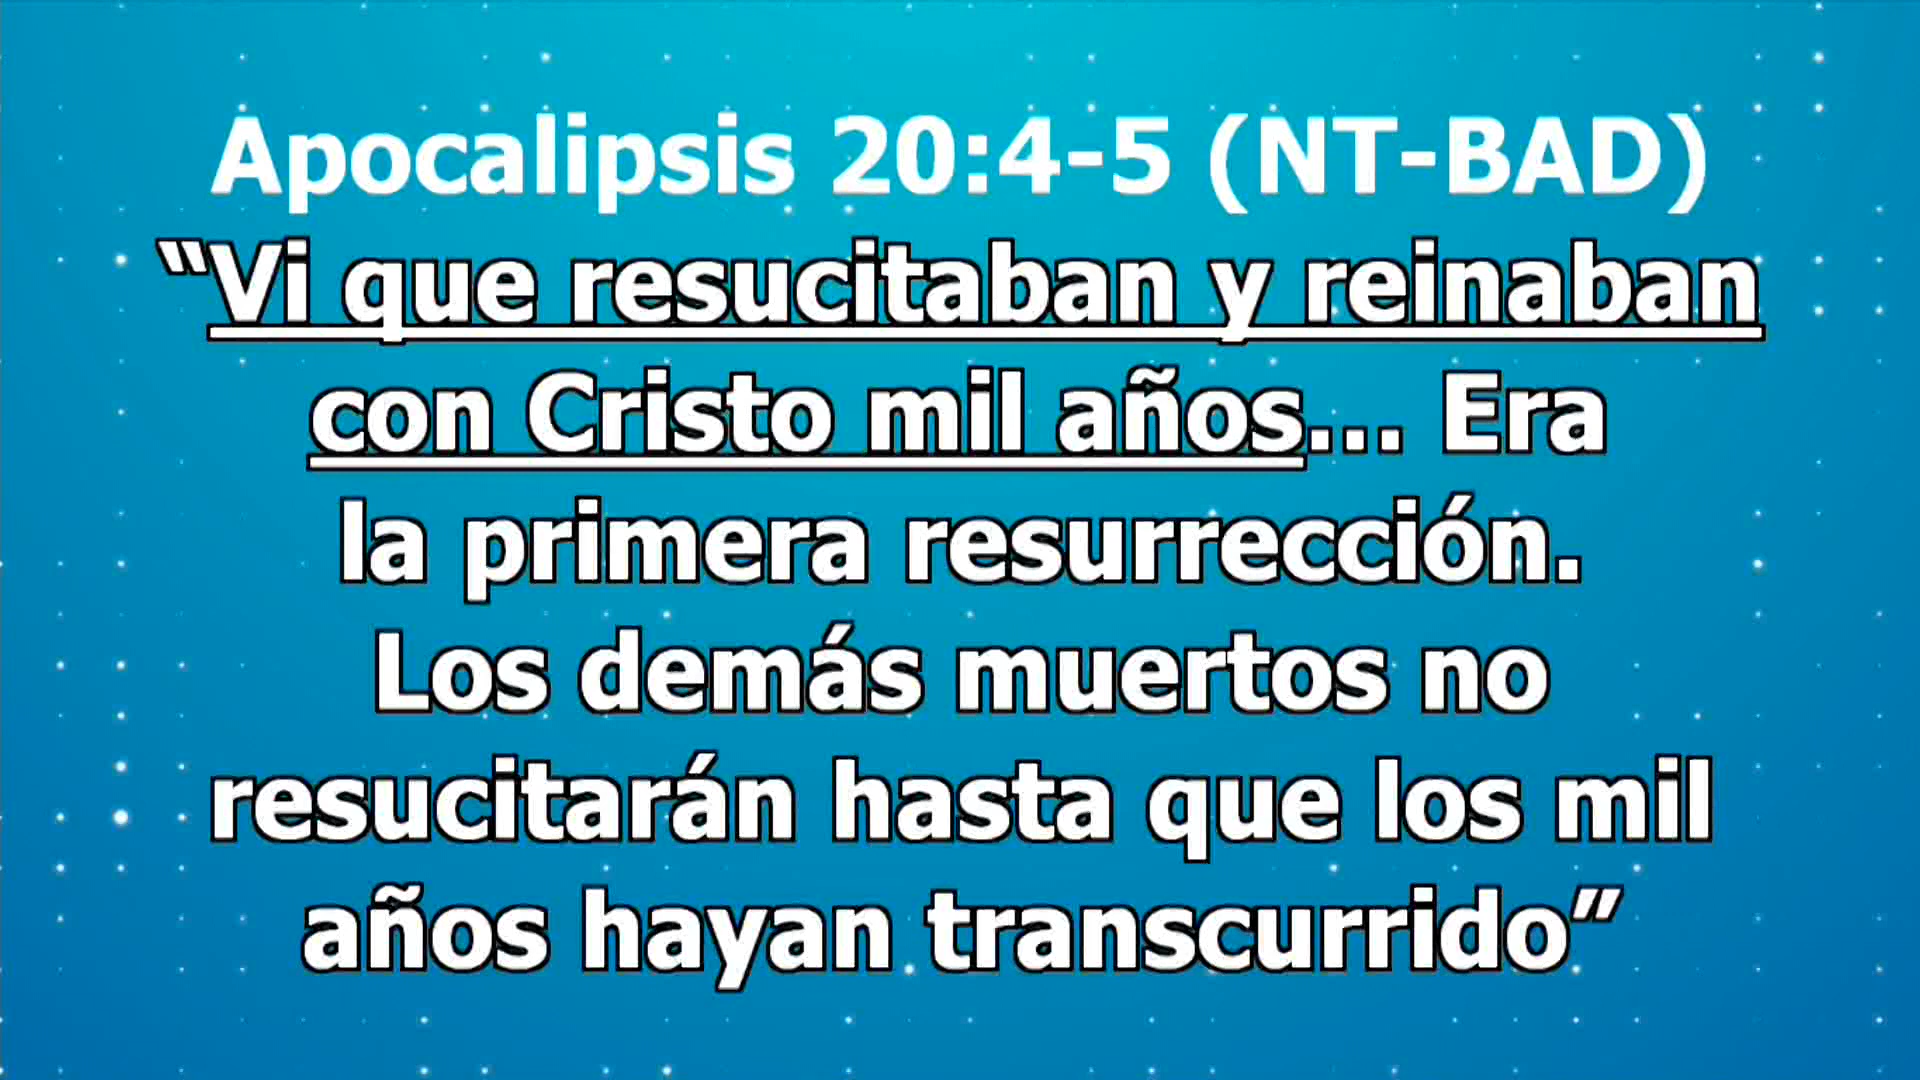 Apocalipsis 20:4-5 (NT-BAD)
“Vi que resucitaban y reinaban
con Cristo mil años... Era
la primera resurrección.
Los demás muertos no
resucitarán hasta que los mil
años hayan transcurrido”